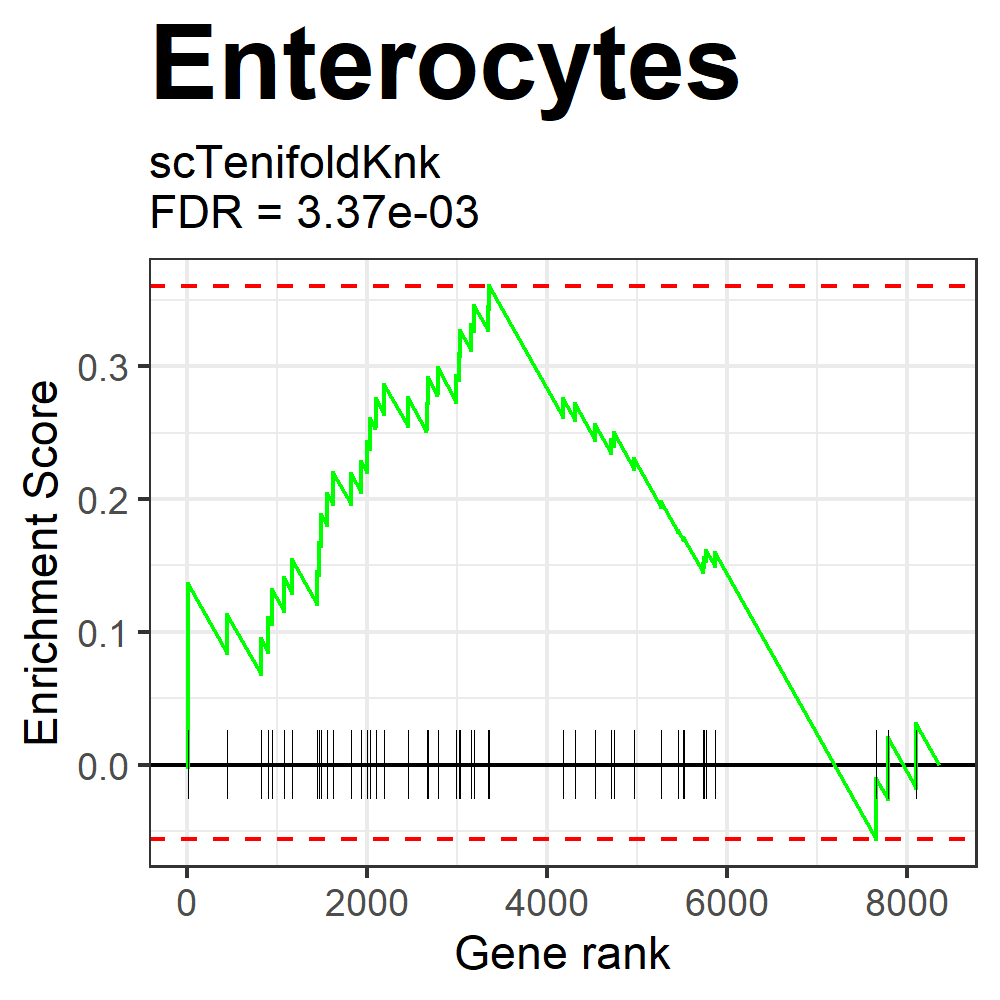 Enterocytes
scTenifoldKnk
FDR = 3.37e-03
Enrichment Score
0.3
0.2
0.1
0.0
0 2000 4000 6000 8000
Gene rank